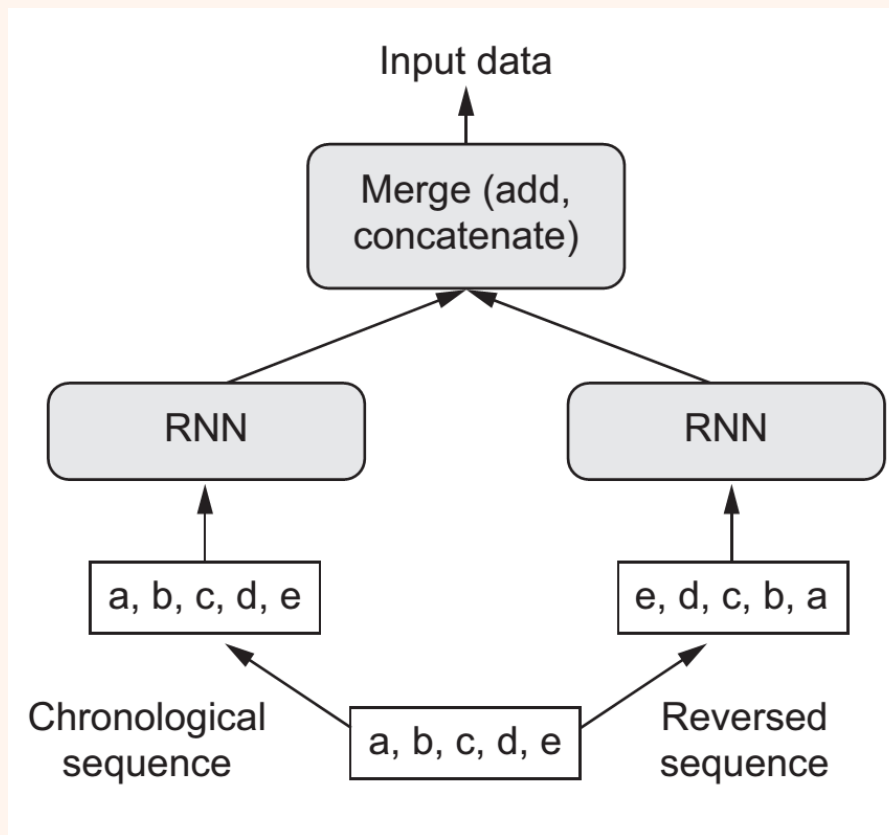 Input data
Merge (add,
concatenate)
RNN
RNN
a, b, c, d, e
e, d, c, b, a
Chronological
sequence
a, b, c, d, e
Reversed
sequence